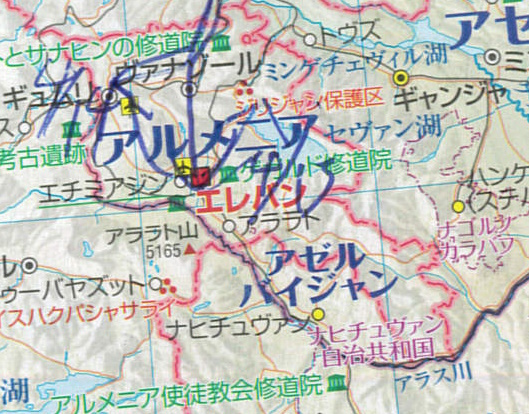 トヴズ
アゼ
とサナヒンの修道院
ヴァナゾール
ミンゲチェヴィル湖
ギュムリ
ギャンジャ
ディリジャン保護区
ス
アルメニア
セヴァン湖
考古遺跡
ゲガルド修道院
ハンケ
(スチ
エチミアジン
エレバン
アララト
アララト山
5165
ナゴルノ
カラバフ
アゼル
バイジャン
ル
ゥーバヤズット
イスハクパシャサライ
ナヒチュヴァン
ナヒチュヴァン
自治共和国
アラス川
湖
アルメニア使徒教会修道院